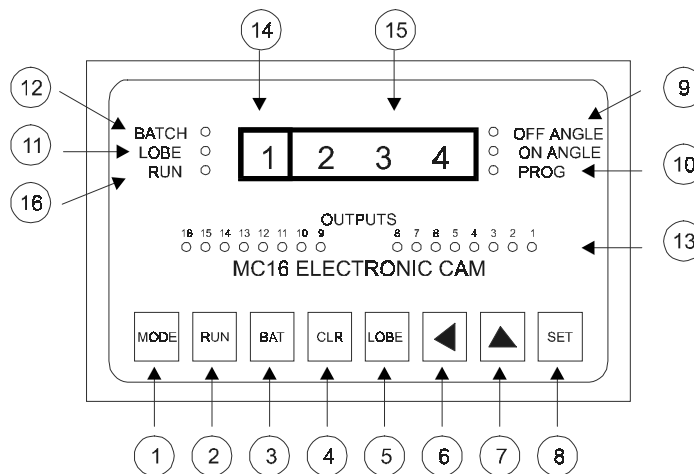 14 15
12 9
BATCH OFF ANGLE
11 LOBE 1 2 3 4 ON ANGLE
RUN PROG 10
16
OUTPUTS
16 15 14 13 12 11 10 9 8 7 6 5 4 3 2 1
13
MC16 ELECTRONIC CAM
MODE RUN BAT CLR LOBE SET
1 2 3 4 5 6 7 8